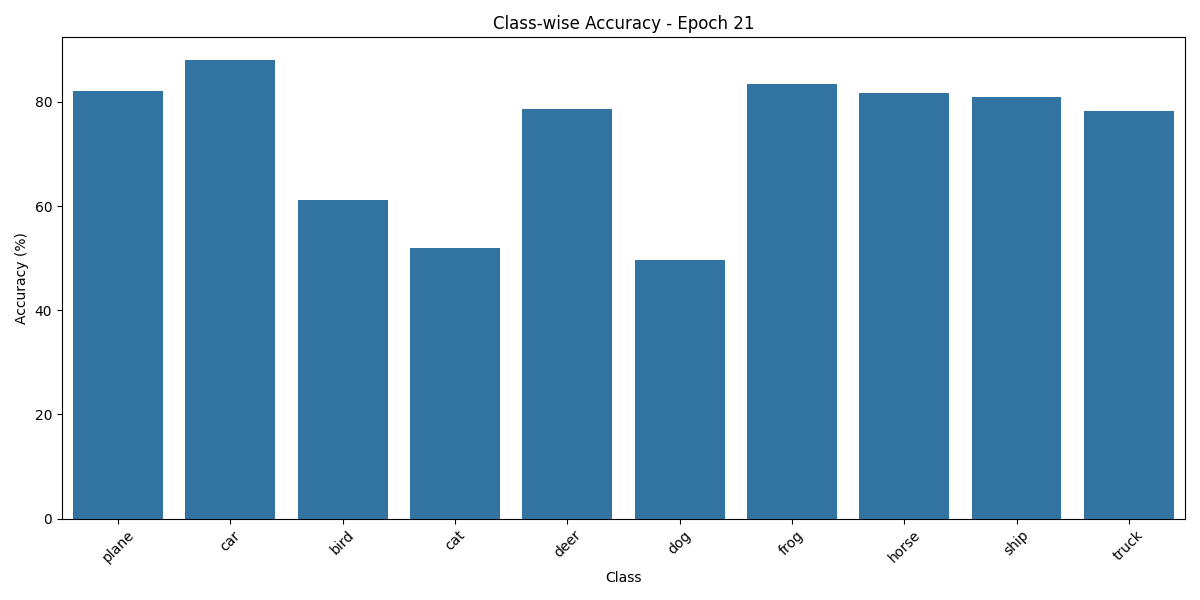 Class-wise Accuracy - Epoch 21
Accuracy (%)
80
60
40
20
0
plane car bird cat deer dog frog horse ship truck
Class